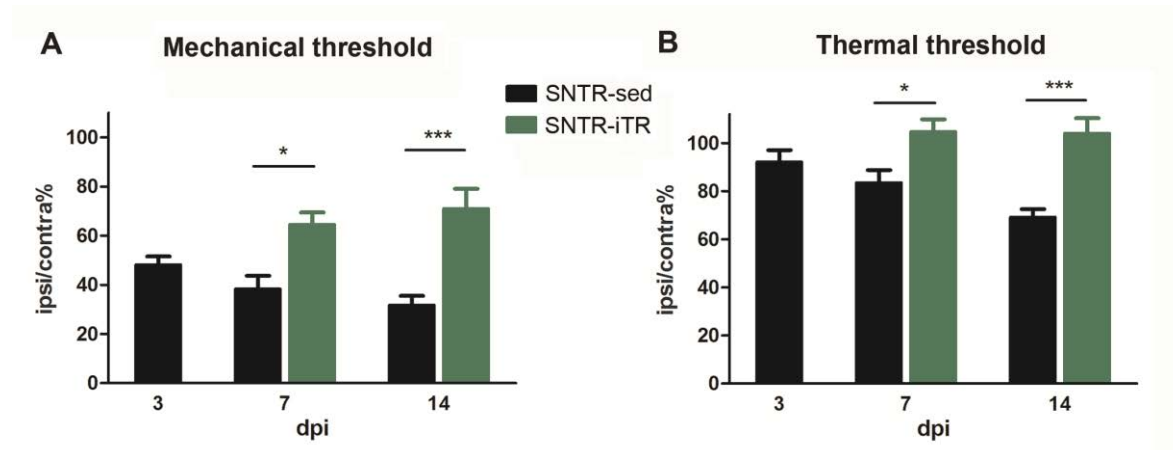 A
Mechanical threshold
SNTR-sed
SNTR-iTR
*
***
ipsi/contra%
100
80
60
40
20
0
3
7
14
dpi
B
Thermal threshold
*
***
ipsi/contra%
100
80
60
40
20
0
3
7
14
dpi